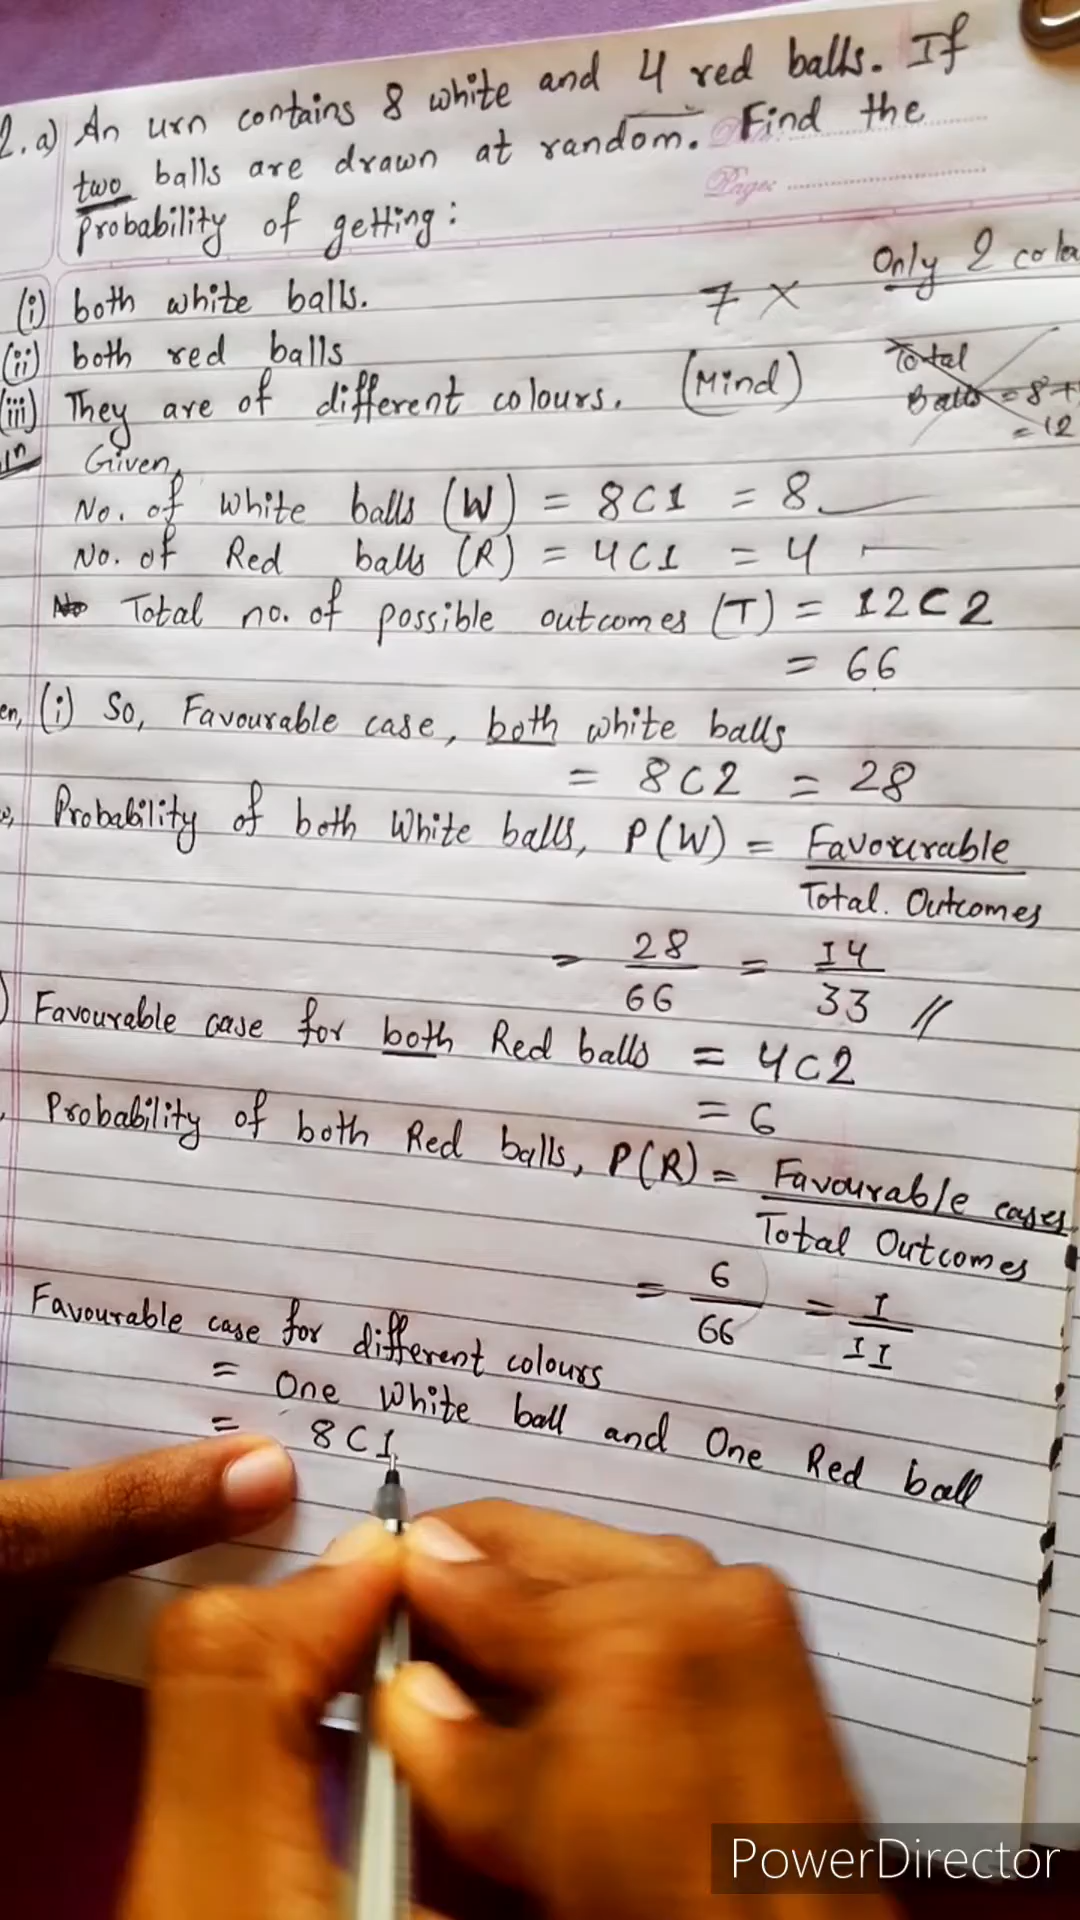 2.a) An urn contains 8 white and 4 red balls. If
two balls are drawn at random. Find the
Page:
probability of getting:
Only 2
(i) both white balls.
7 ×
(ii) both red balls
(iii) They are of different colours. (Mind)
Total
Balls = 8+
= 12
Given,
No. of white balls (W) = 8C1 = 8
No. of Red balls (R) = 4C1 = 4
Total no. of possible outcomes (T) = 12C2
= 66
(i) So, Favourable case, both white balls
= 8C2 = 28
Probability of both White balls, P(W) = Favourable
Total. Outcomes
= 28/66 = 14/33 //
Favourable case for both Red balls = 4C2
= 6
Probability of both Red balls, P(R) = Favourable cases
Total Outcomes
= 6/66 = 1/11
Favourable case for different colours
= One White ball and One Red ball
= 8C1
PowerDirector